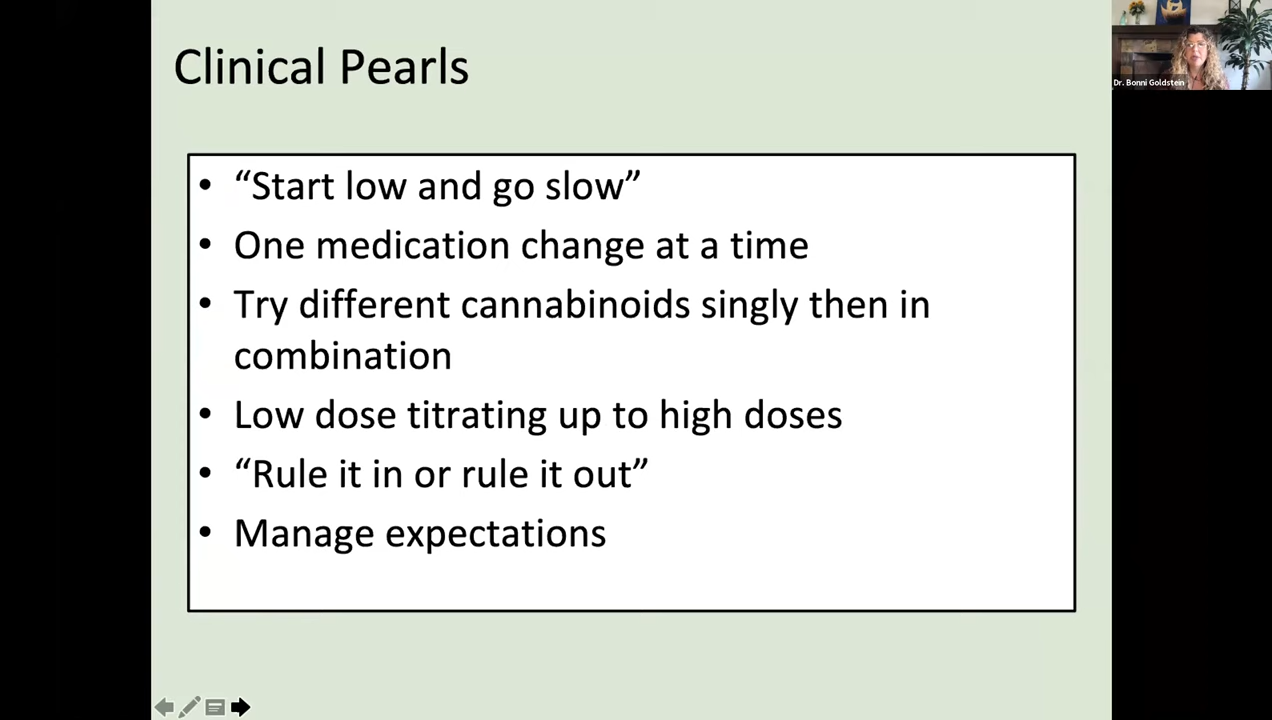 Clinical Pearls
Dr. Bonni Goldstein
• “Start low and go slow”
• One medication change at a time
• Try different cannabinoids singly then in
combination
• Low dose titrating up to high doses
• “Rule it in or rule it out”
• Manage expectations